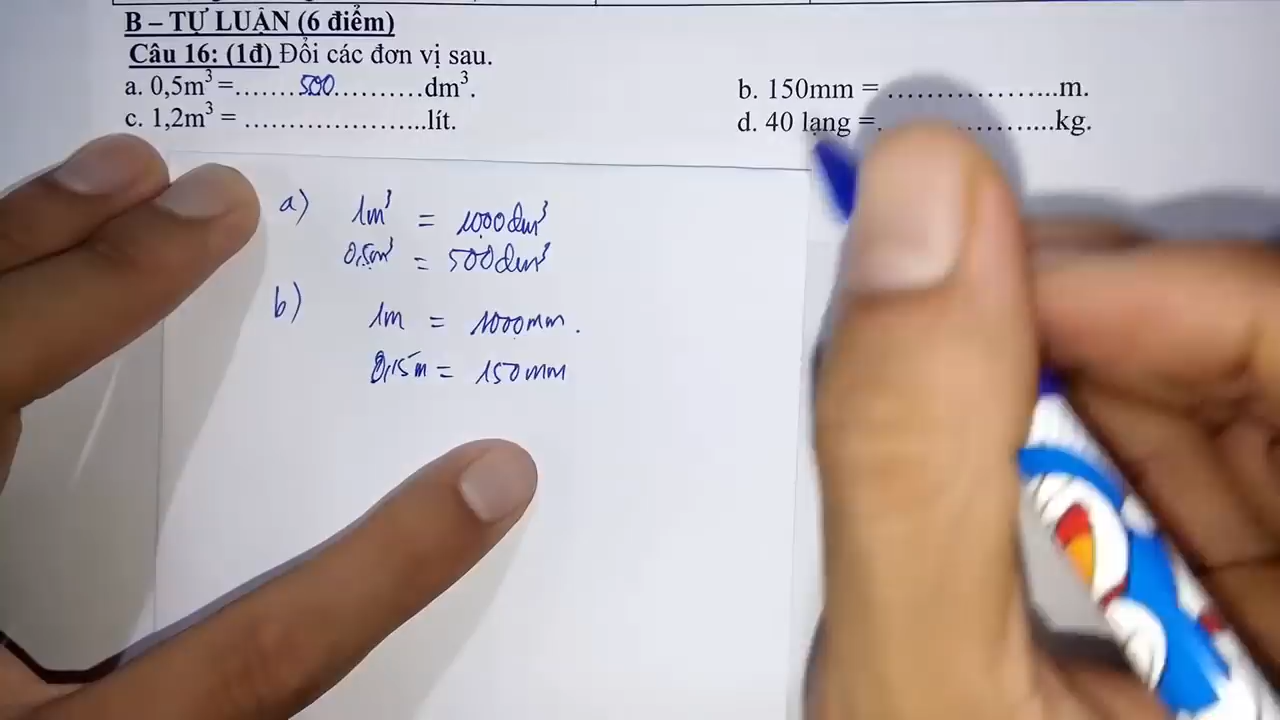 B – TỰ LUẬN (6 điểm)
Câu 16: (1đ) Đổi các đơn vị sau.
a. 0,5m³ =......500..........dm³.
b. 150mm = ………………..m.
c. 1,2m³ = ………………..lít.
d. 40 lạng =. …………...kg.
a) 1m³ = 1000dm³
0,5m³ = 500dm³
b) 1m = 1000mm.
0,15m = 150mm